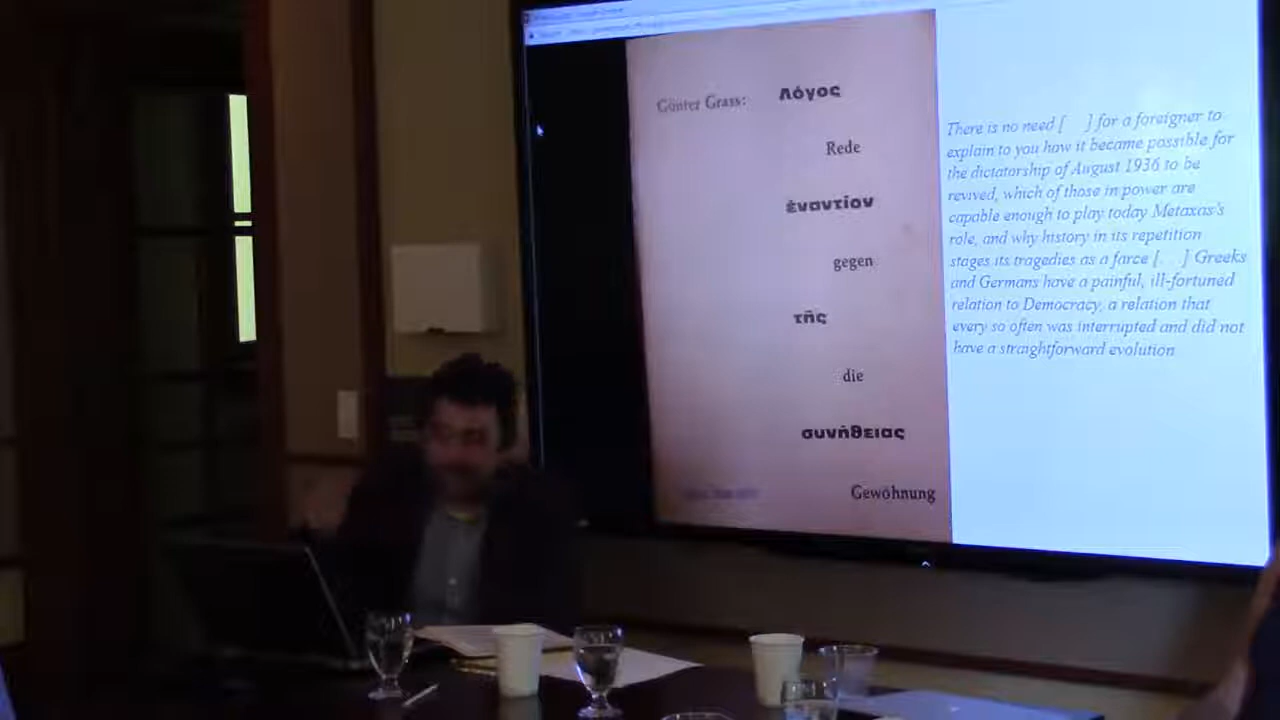 Günter Grass: Λόγος
Rede
ἐναντίον
gegen
τῆς
die
συνήθειας
Gewöhnung
There is no need [ ] for a foreigner to
explain to you how it became possible for
the dictatorship of August 1936 to be
revived, which of those in power are
capable enough to play today Metaxas's
role, and why history in its repetition
stages its tragedies as a farce [ ] Greeks
and Germans have a painful, ill-fortuned
relation to Democracy, a relation that
every so often was interrupted and did not
have a straightforward evolution